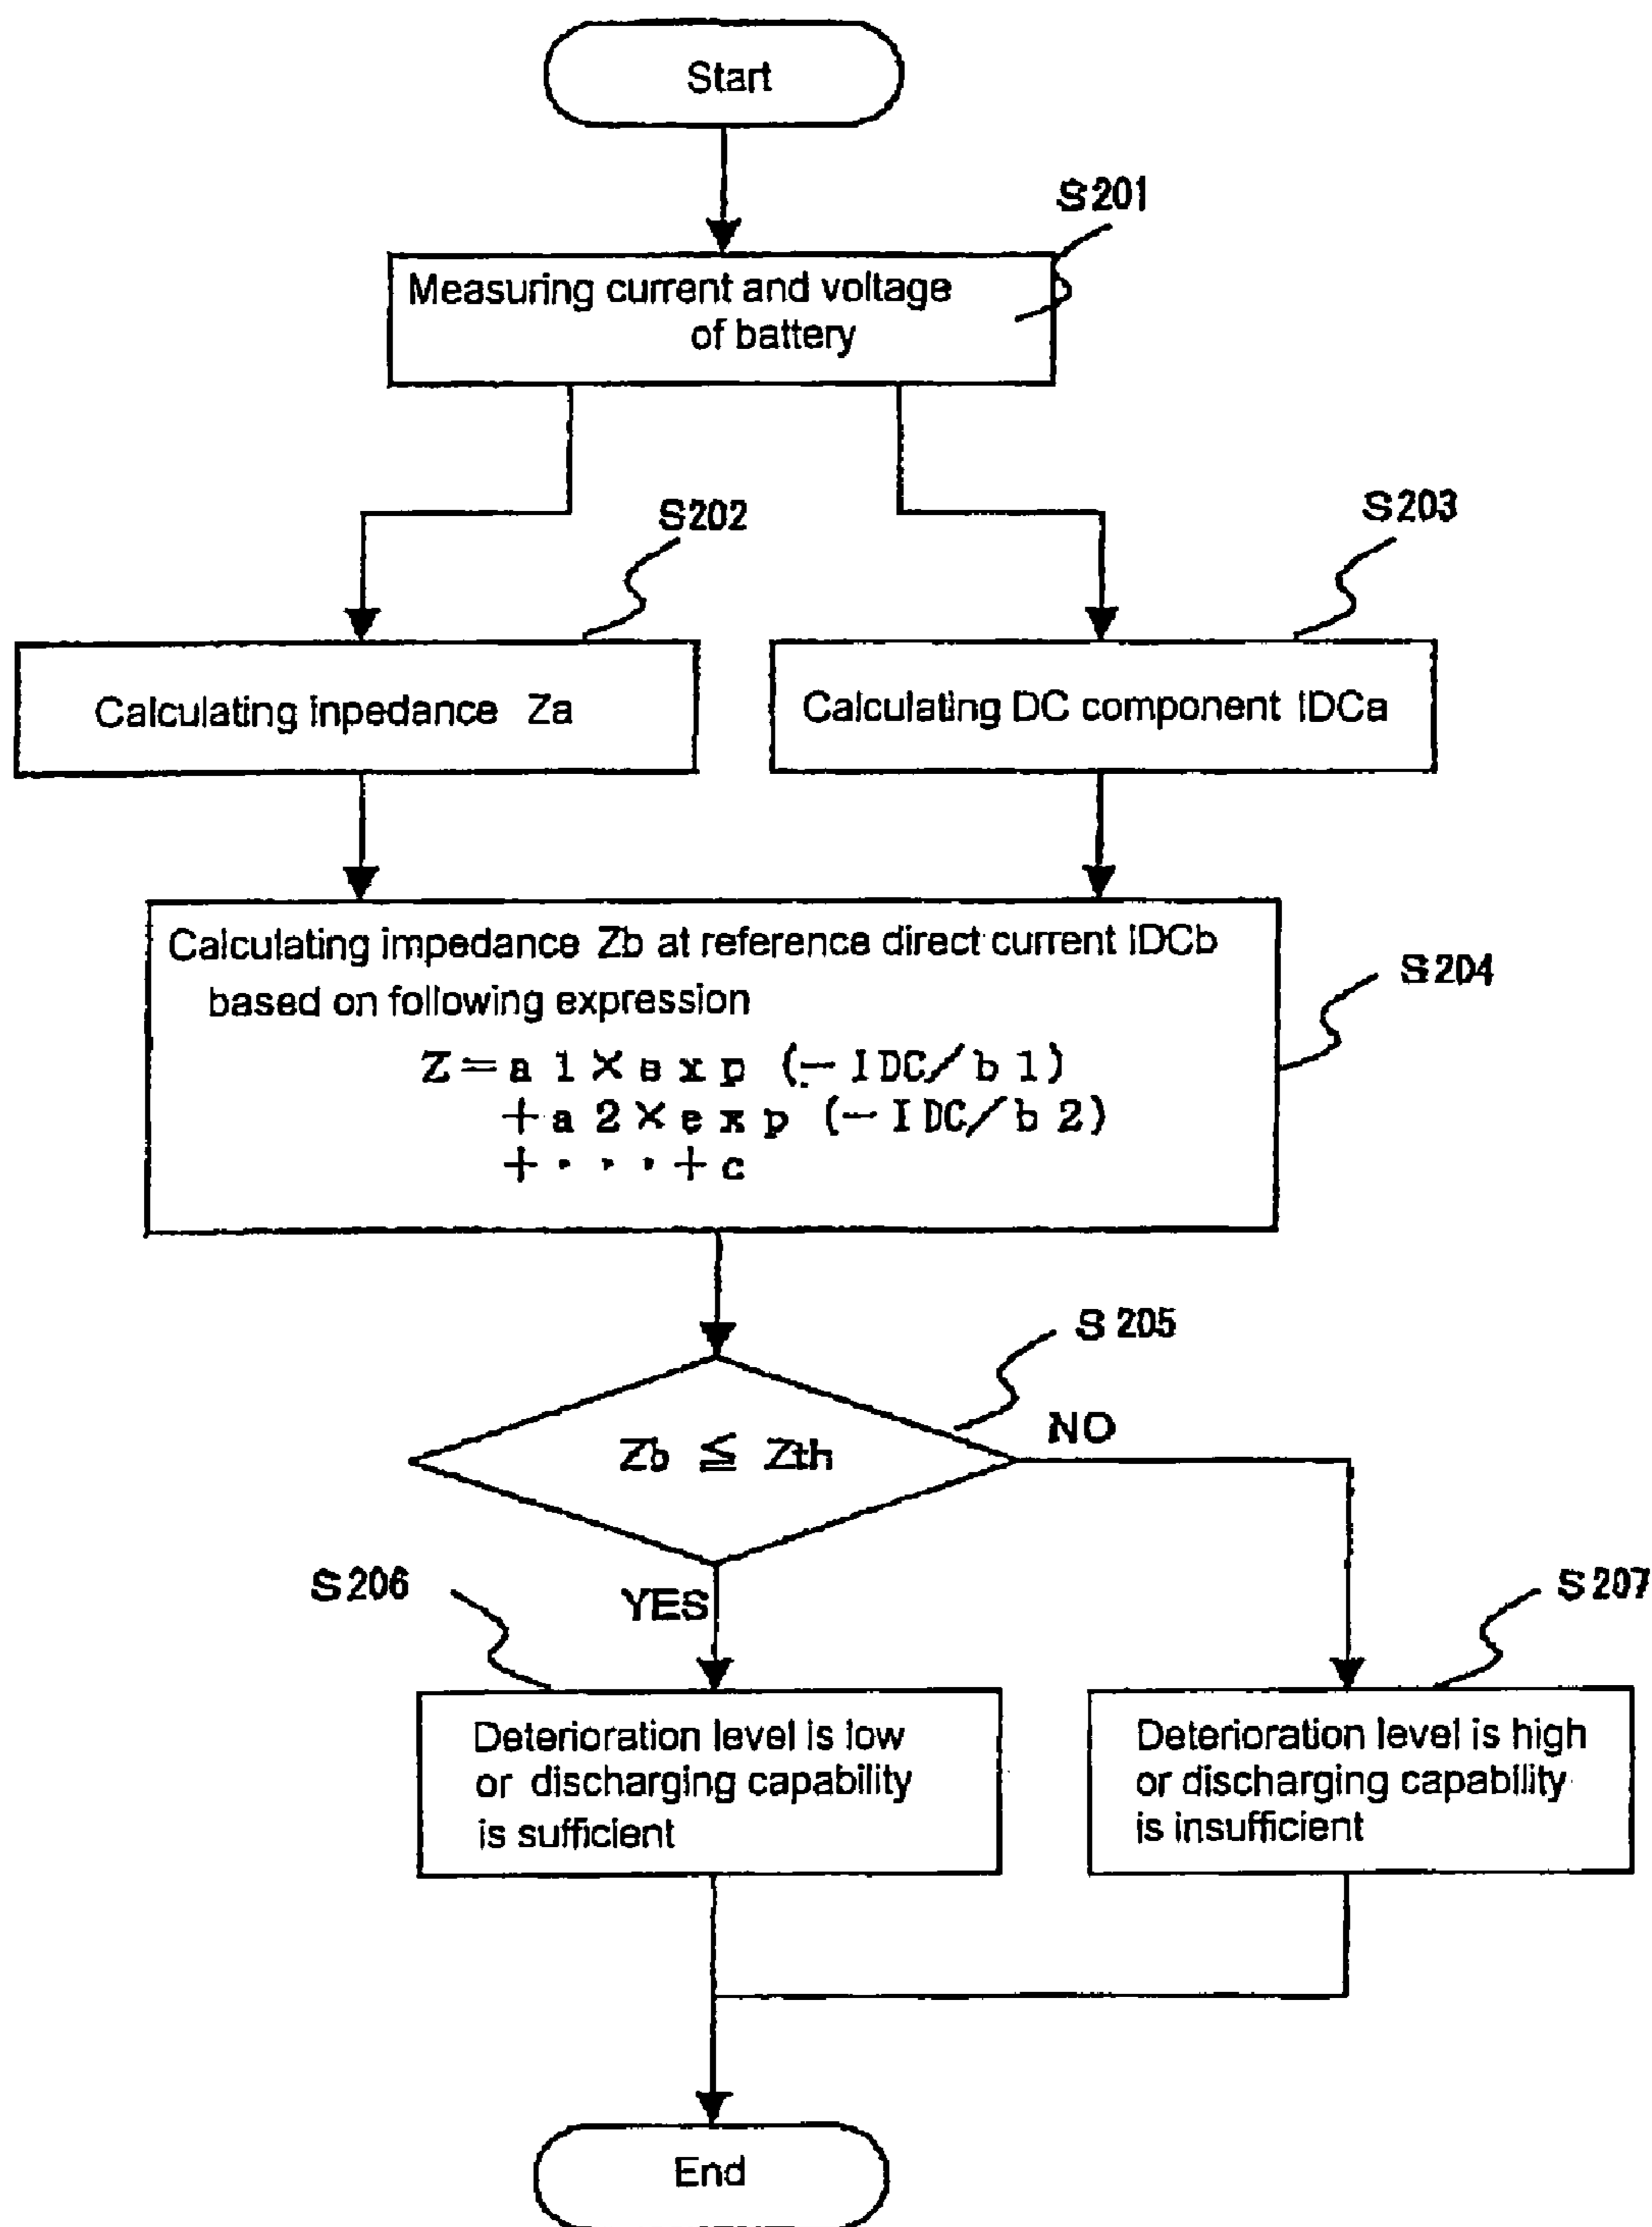 Start
S201
Measuring current and voltage
of battery
S202
S203
Calculating inpedance Za
Calculating DC component IDCa
Calculating impedance Zb at reference direct current IDCb
based on following expression
S204
Z=a1×exp (-IDC/b1)
+a2×exp (-IDC/b2)
+···+c
S205
Zb ≦ Zth
NO
YES
S206
S207
Deterioration level is low
or discharging capability
is sufficient
Deterioration level is high
or discharging capability
is insufficient
End